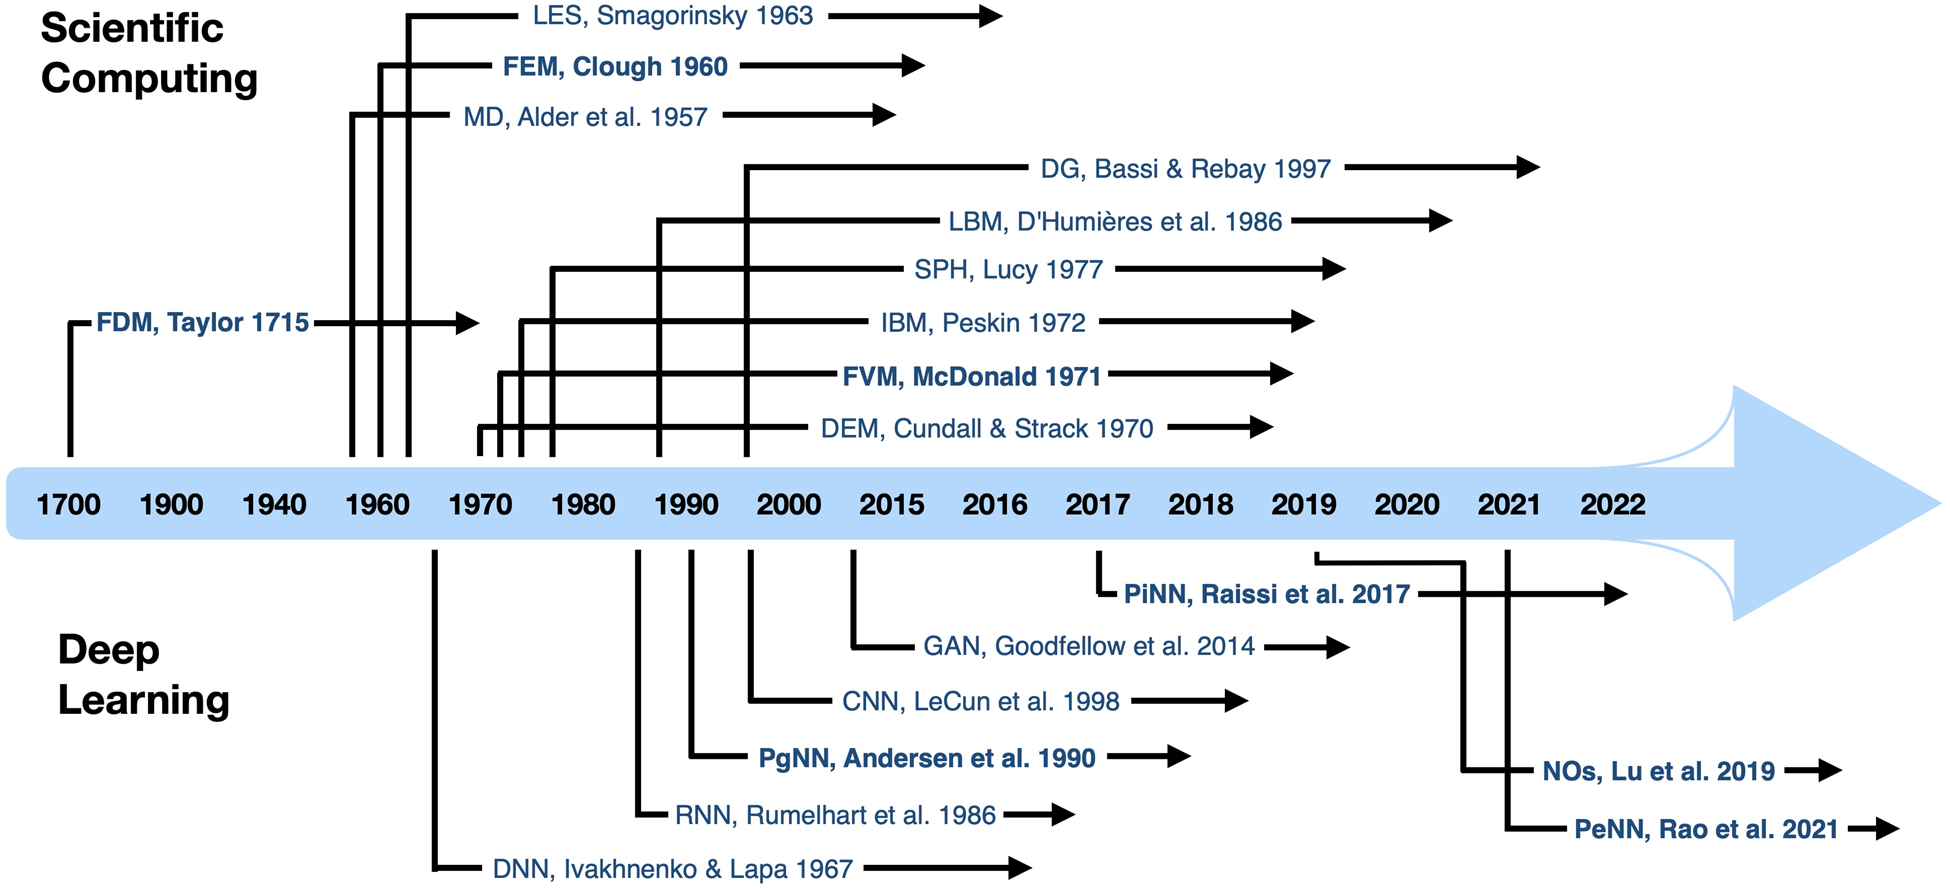 Scientific
Computing
LES, Smagorinsky 1963
FEM, Clough 1960
MD, Alder et al. 1957
DG, Bassi & Rebay 1997
LBM, D'Humières et al. 1986
SPH, Lucy 1977
FDM, Taylor 1715
IBM, Peskin 1972
FVM, McDonald 1971
DEM, Cundall & Strack 1970
1700 1900 1940 1960 1970 1980 1990 2000 2015 2016 2017 2018 2019 2020 2021 2022
Deep
Learning
PiNN, Raissi et al. 2017
GAN, Goodfellow et al. 2014
CNN, LeCun et al. 1998
PgNN, Andersen et al. 1990
NOs, Lu et al. 2019
RNN, Rumelhart et al. 1986
PeNN, Rao et al. 2021
DNN, Ivakhnenko & Lapa 1967